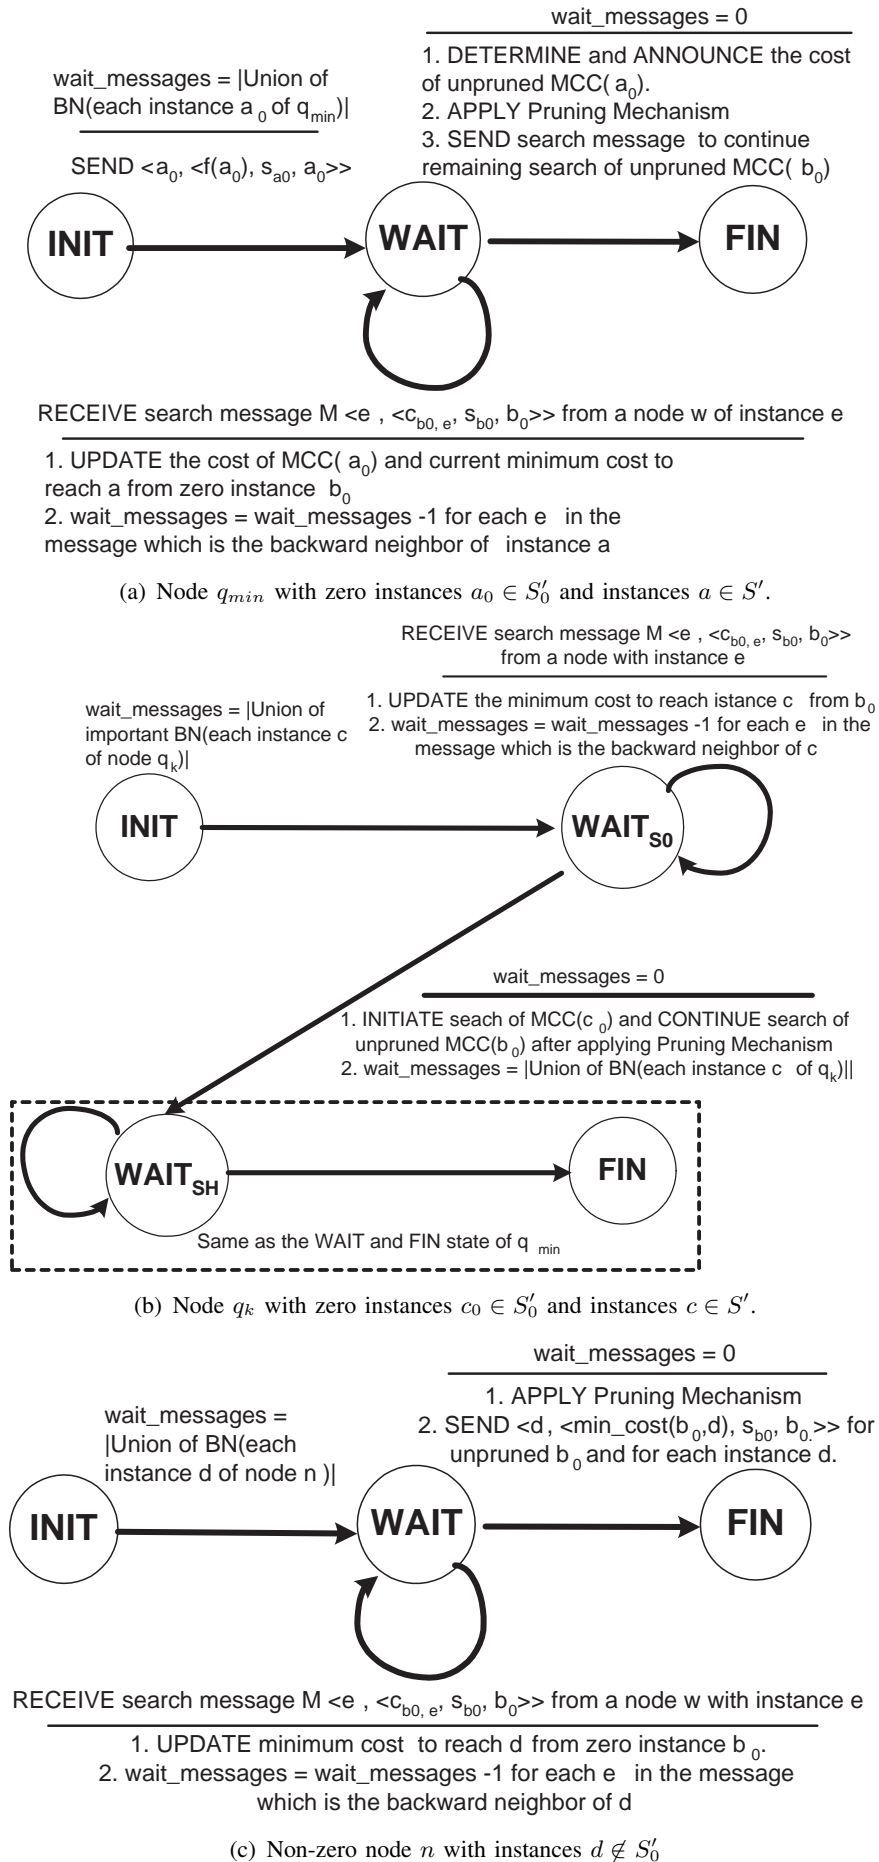 wait_messages = 0
1. DETERMINE and ANNOUNCE the cost
of unpruned MCC( a0).
2. APPLY Pruning Mechanism
3. SEND search message to continue
remaining search of unpruned MCC( b0)
wait_messages = |Union of
BN(each instance a 0 of qmin)|
SEND <a0, <f(a0), sa0, a0>>
INIT
WAIT
FIN
RECEIVE search message M <e , <cb0, e, sb0, b0>> from a node w of instance e
1. UPDATE the cost of MCC( a0) and current minimum cost to
reach a from zero instance b0
2. wait_messages = wait_messages -1 for each e in the
message which is the backward neighbor of instance a
(a) Node qmin with zero instances a0 ∈ S′0 and instances a ∈ S′.
RECEIVE search message M <e , <cb0, e, sb0, b0>>
from a node with instance e
1. UPDATE the minimum cost to reach istance c from b0
2. wait_messages = wait_messages -1 for each e in the
message which is the backward neighbor of c
wait_messages = |Union of
important BN(each instance c
of node qk)|
INIT
WAITS0
wait_messages = 0
1. INITIATE seach of MCC(c 0) and CONTINUE search of
unpruned MCC(b0) after applying Pruning Mechanism
2. wait_messages = |Union of BN(each instance c of qk)||
WAITSH
FIN
Same as the WAIT and FIN state of q min
(b) Node qk with zero instances c0 ∈ S′0 and instances c ∈ S′.
wait_messages = 0
1. APPLY Pruning Mechanism
2. SEND <d , <min_cost(b0,d), sb0, b0.>> for
unpruned b0 and for each instance d.
wait_messages =
|Union of BN(each
instance d of node n )|
INIT
WAIT
FIN
RECEIVE search message M <e , <cb0, e, sb0, b0>> from a node w with instance e
1. UPDATE minimum cost to reach d from zero instance b 0.
2. wait_messages = wait_messages -1 for each e in the message
which is the backward neighbor of d
(c) Non-zero node n with instances d ∉ S′0